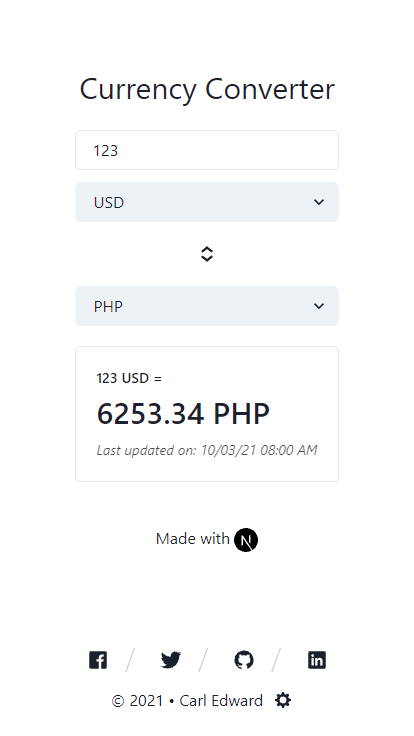 Currency Converter
123
USD
PHP
123 USD =
6253.34 PHP
Last updated on: 10/03/21 08:00 AM
Made with N
© 2021 • Carl Edward